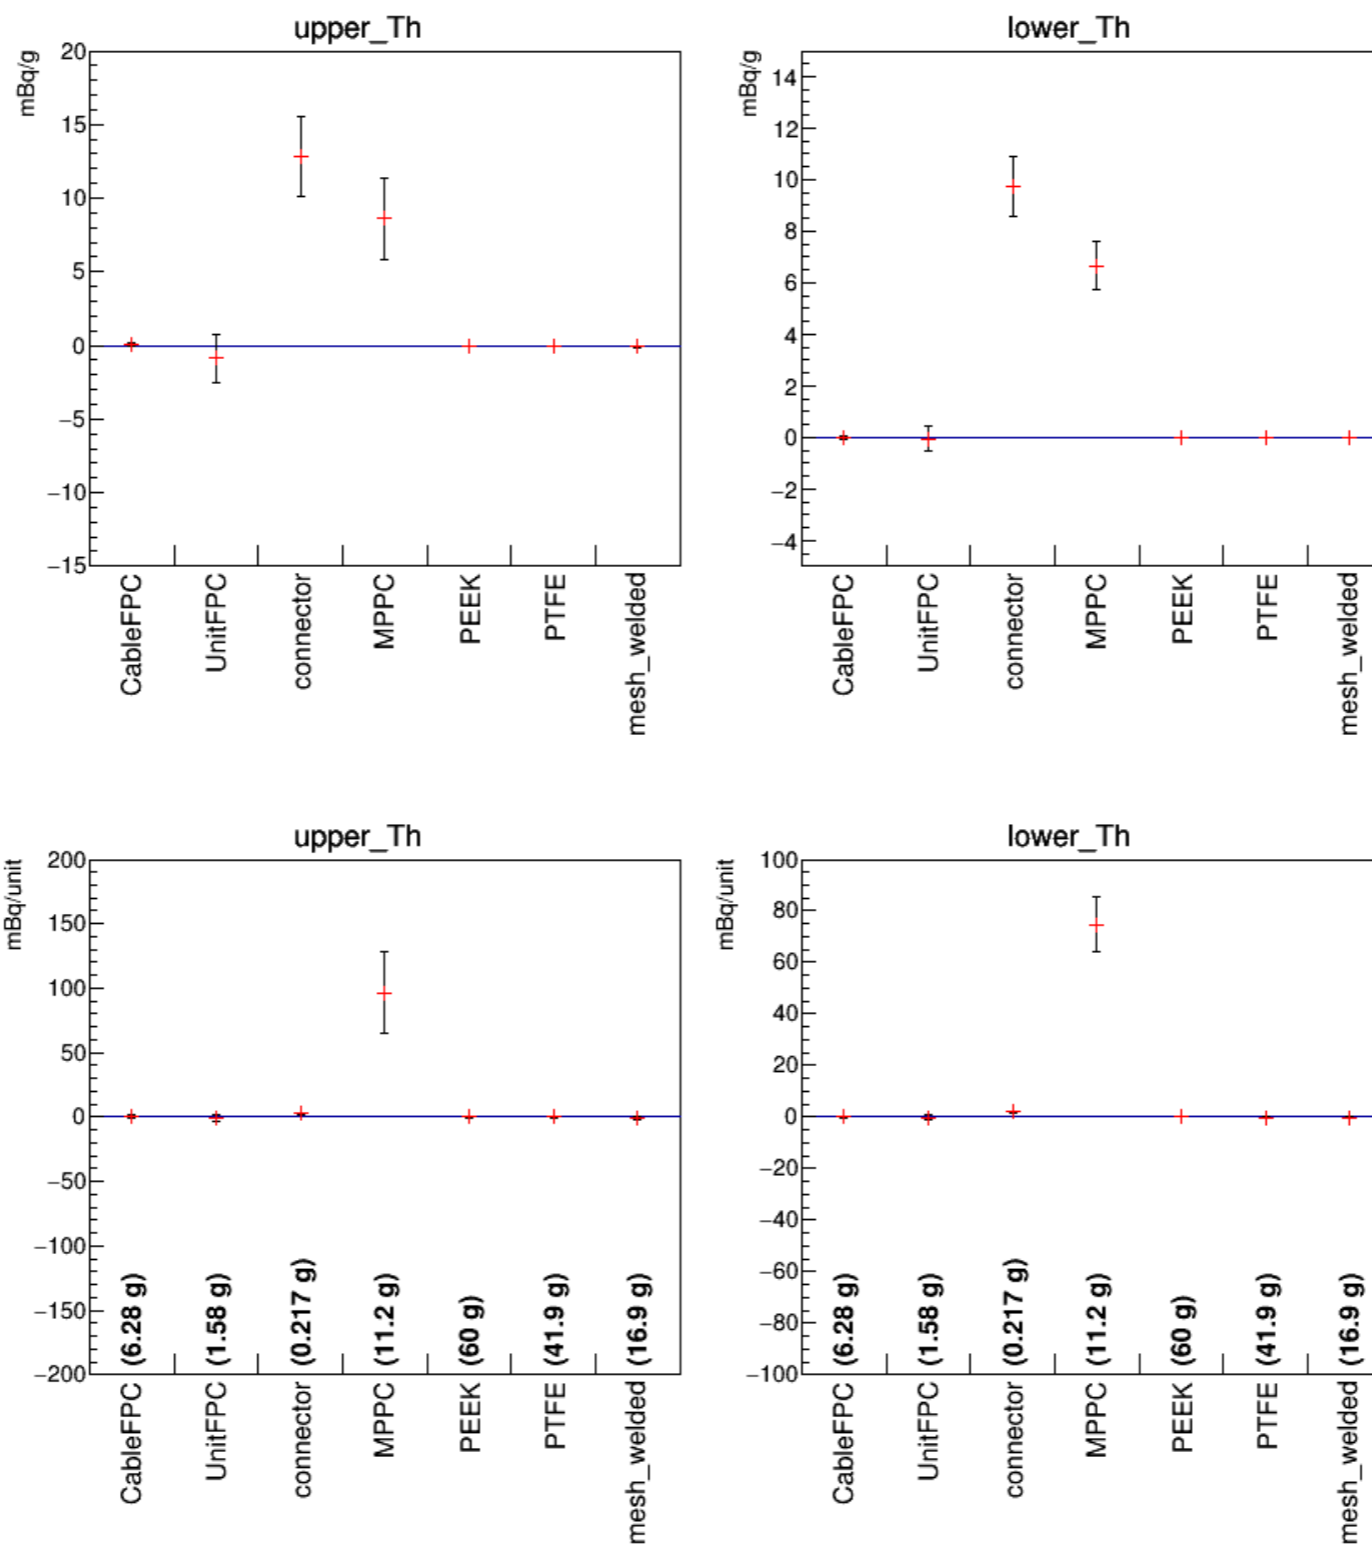 upper_Th
mBq/g
20
15
10
5
0
−5
−10
−15
CableFPC
UnitFPC
connector
MPPC
PEEK
PTFE
mesh_welded
lower_Th
mBq/g
14
12
10
8
6
4
2
0
−2
−4
CableFPC
UnitFPC
connector
MPPC
PEEK
PTFE
mesh_welded
upper_Th
mBq/unit
200
150
100
50
0
−50
−100
−150
−200
(6.28 g)
(1.58 g)
(0.217 g)
(11.2 g)
(60 g)
(41.9 g)
(16.9 g)
CableFPC
UnitFPC
connector
MPPC
PEEK
PTFE
mesh_welded
lower_Th
mBq/unit
100
80
60
40
20
0
−20
−40
−60
−80
−100
(6.28 g)
(1.58 g)
(0.217 g)
(11.2 g)
(60 g)
(41.9 g)
(16.9 g)
CableFPC
UnitFPC
connector
MPPC
PEEK
PTFE
mesh_welded